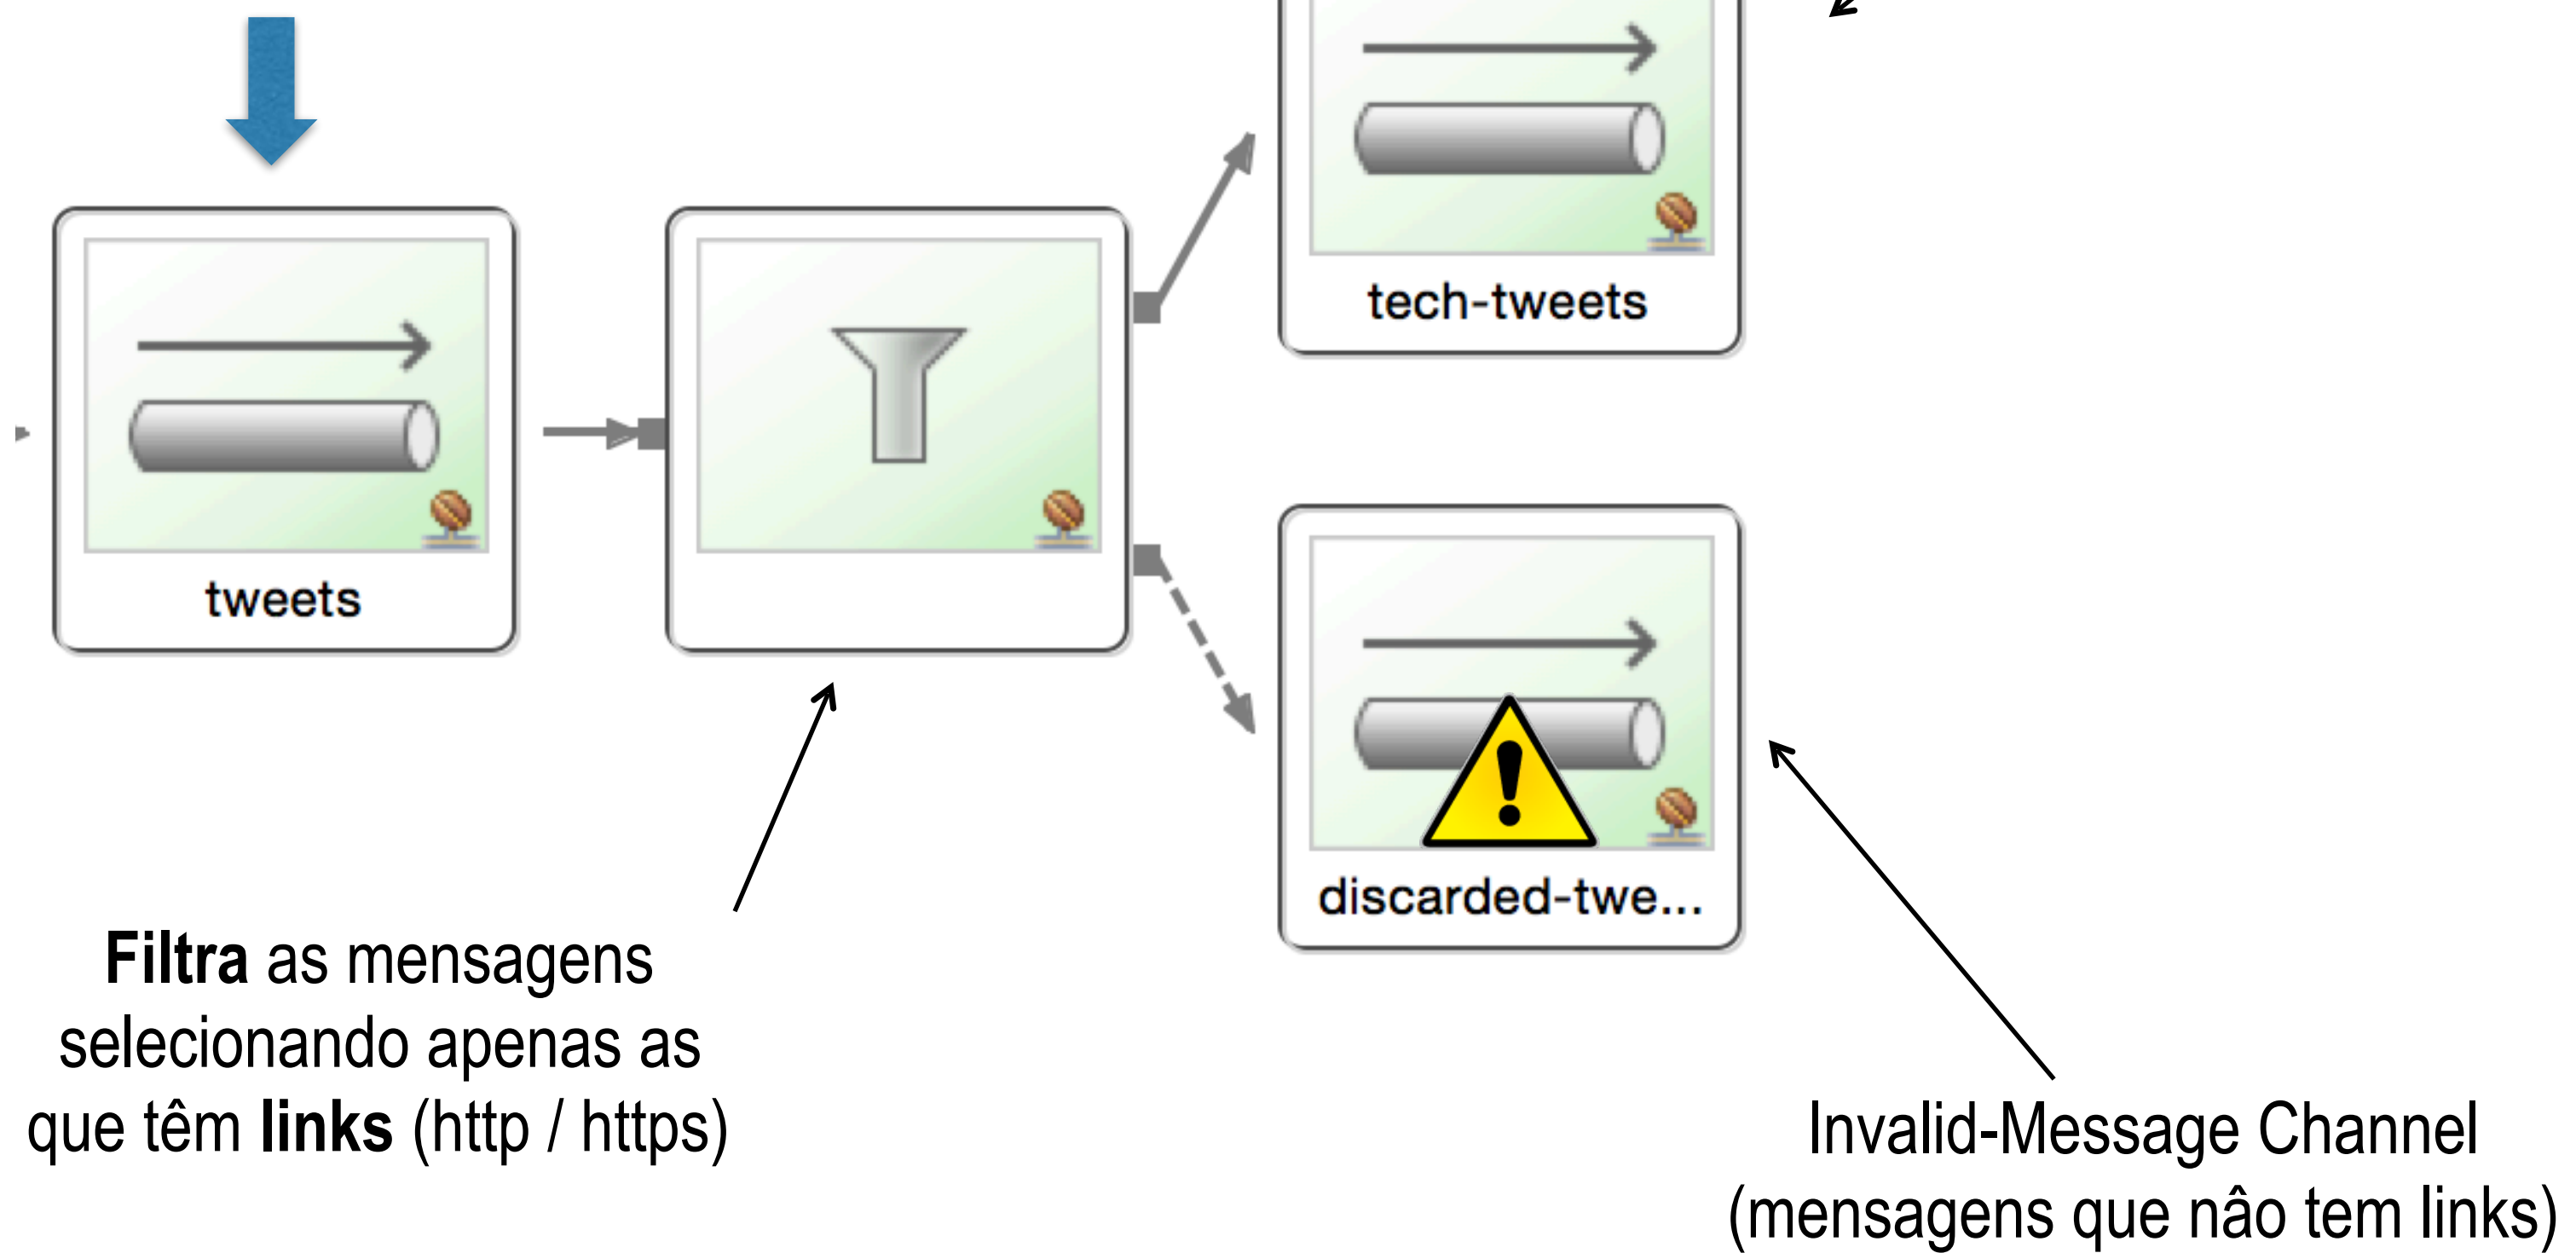 tech-tweets
tweets
discarded-twe...
Filtra as mensagens
selecionando apenas as
que têm links (http / https)
Invalid-Message Channel
(mensagens que nâo tem links)